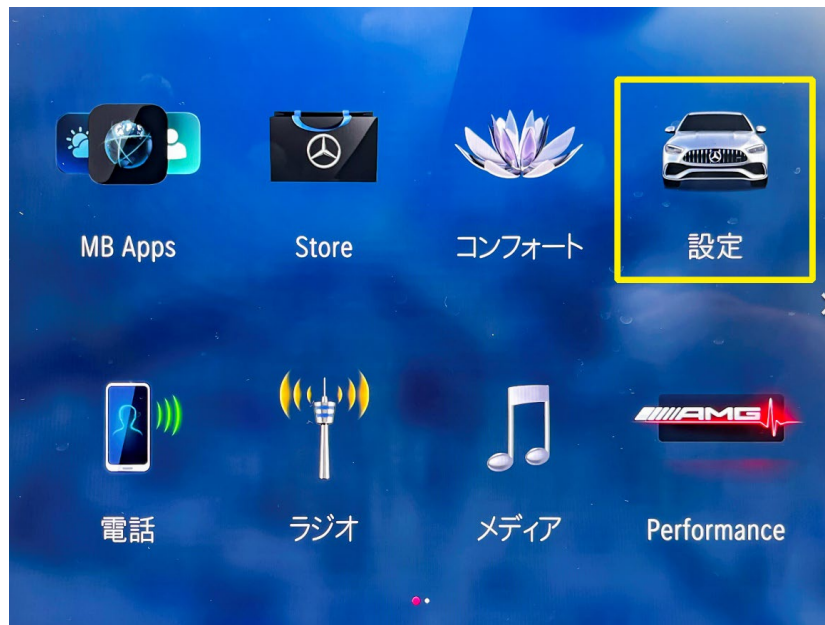 MB Apps
Store
コンフォート
設定
AMG
電話
ラジオ
メディア
Performance